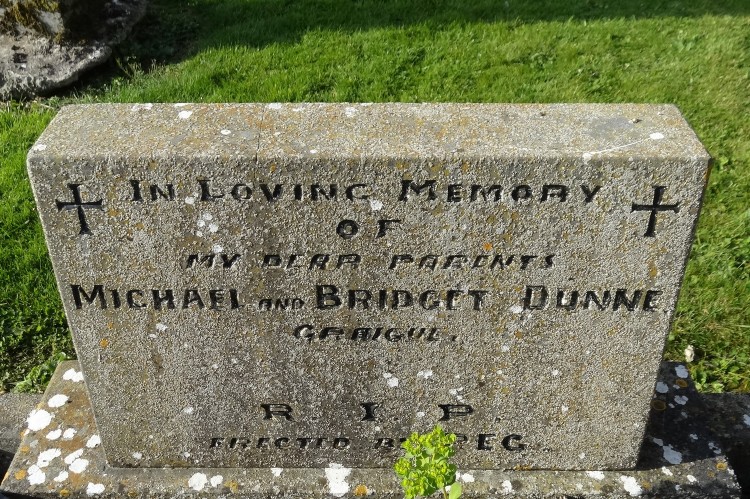 IN LOVING MEMORY
OF
MY DEAR PARENTS
MICHAEL AND BRIDGET DUNNE
GRAIGUE.
R. I. P.
ERECTED BY PEG.